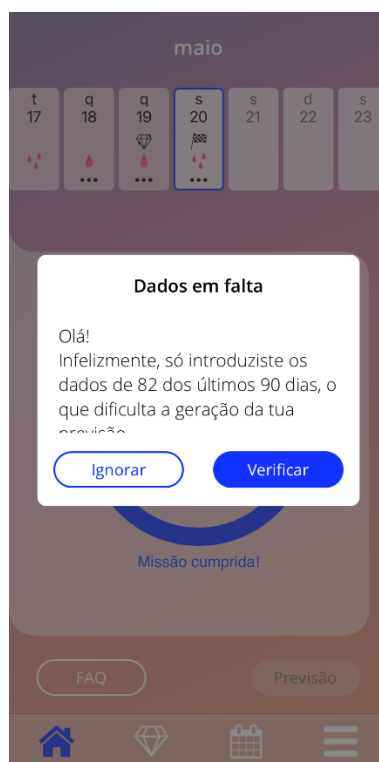 maio
t q q s s d s
17 18 19 20 21 22 23
Dados em falta
Olá!
Infelizmente, só introduziste os
dados de 82 dos últimos 90 dias, o
que dificulta a geração da tua
previsão
Ignorar Verificar
Missão cumprida!
FAQ Previsão